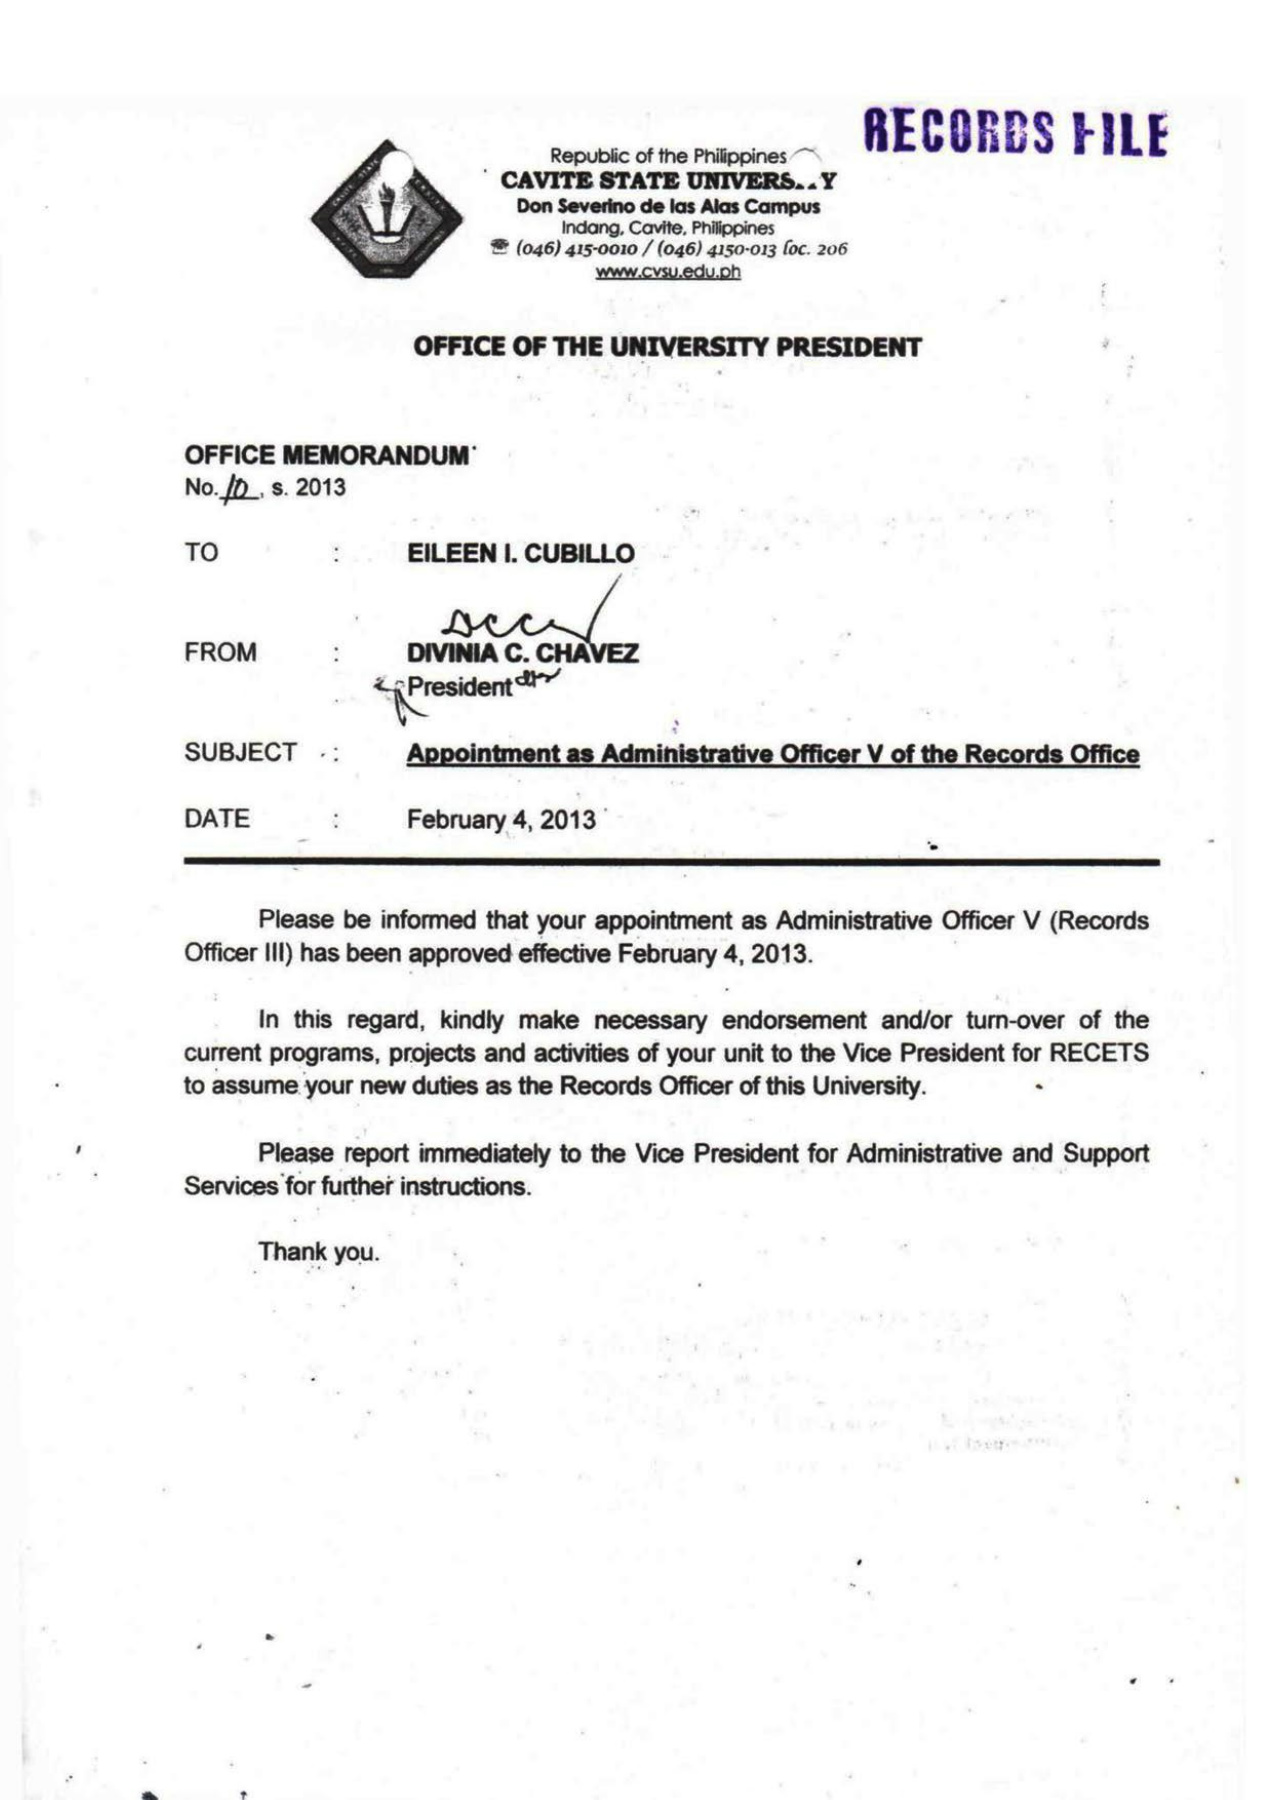 RECORDS FILE
Republic of the Philippines
CAVITE STATE UNIVERSITY
Don Severino de las Alas Campus
Indang, Cavite, Philippines
☎ (046) 415-0010 / (046) 4150-013 loc. 206
www.cvsu.edu.ph
OFFICE OF THE UNIVERSITY PRESIDENT
OFFICE MEMORANDUM
No. 10, s. 2013
TO : EILEEN I. CUBILLO
FROM : DIVINIA C. CHAVEZ
President
SUBJECT : Appointment as Administrative Officer V of the Records Office
DATE : February 4, 2013
Please be informed that your appointment as Administrative Officer V (Records
Officer III) has been approved effective February 4, 2013.
In this regard, kindly make necessary endorsement and/or turn-over of the
current programs, projects and activities of your unit to the Vice President for RECETS
to assume your new duties as the Records Officer of this University.
Please report immediately to the Vice President for Administrative and Support
Services for further instructions.
Thank you.